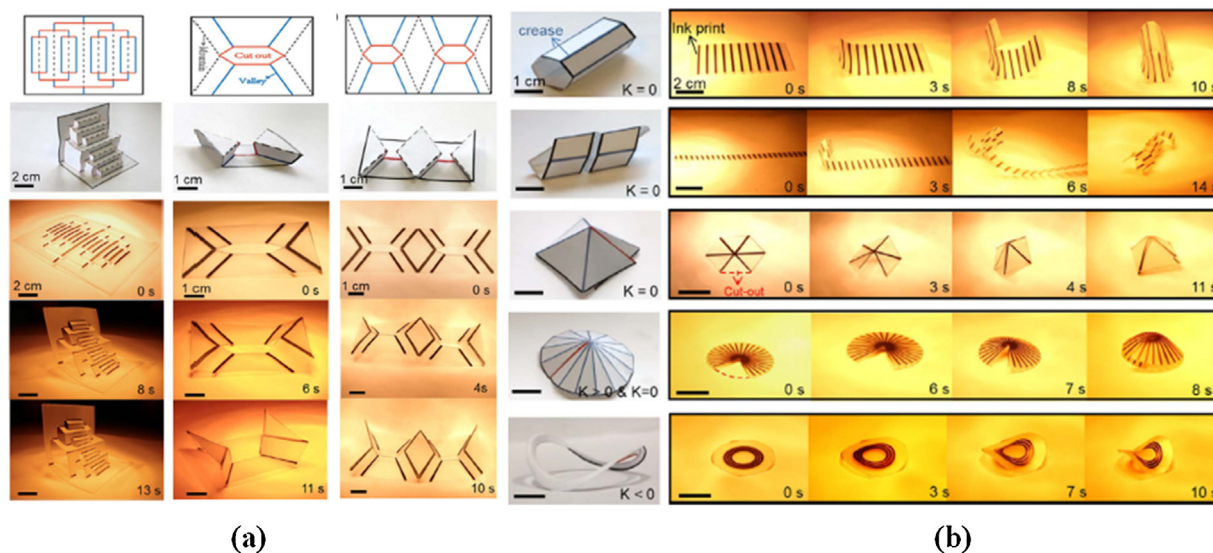 Mountain
Cut out
Valley
2 cm
1 cm
1 cm
2 cm
0 s
1 cm
0 s
1 cm
0 s
8 s
6 s
4s
13 s
11 s
10 s
(a)
crease
1 cm
K = 0
Ink print
2 cm
0 s
3 s
8 s
10 s
K = 0
0 s
3 s
6 s
14 s
K = 0
Cut-out
0 s
3 s
4 s
11 s
K > 0 & K=0
0 s
6 s
7 s
8 s
K < 0
0 s
3 s
7 s
10 s
(b)